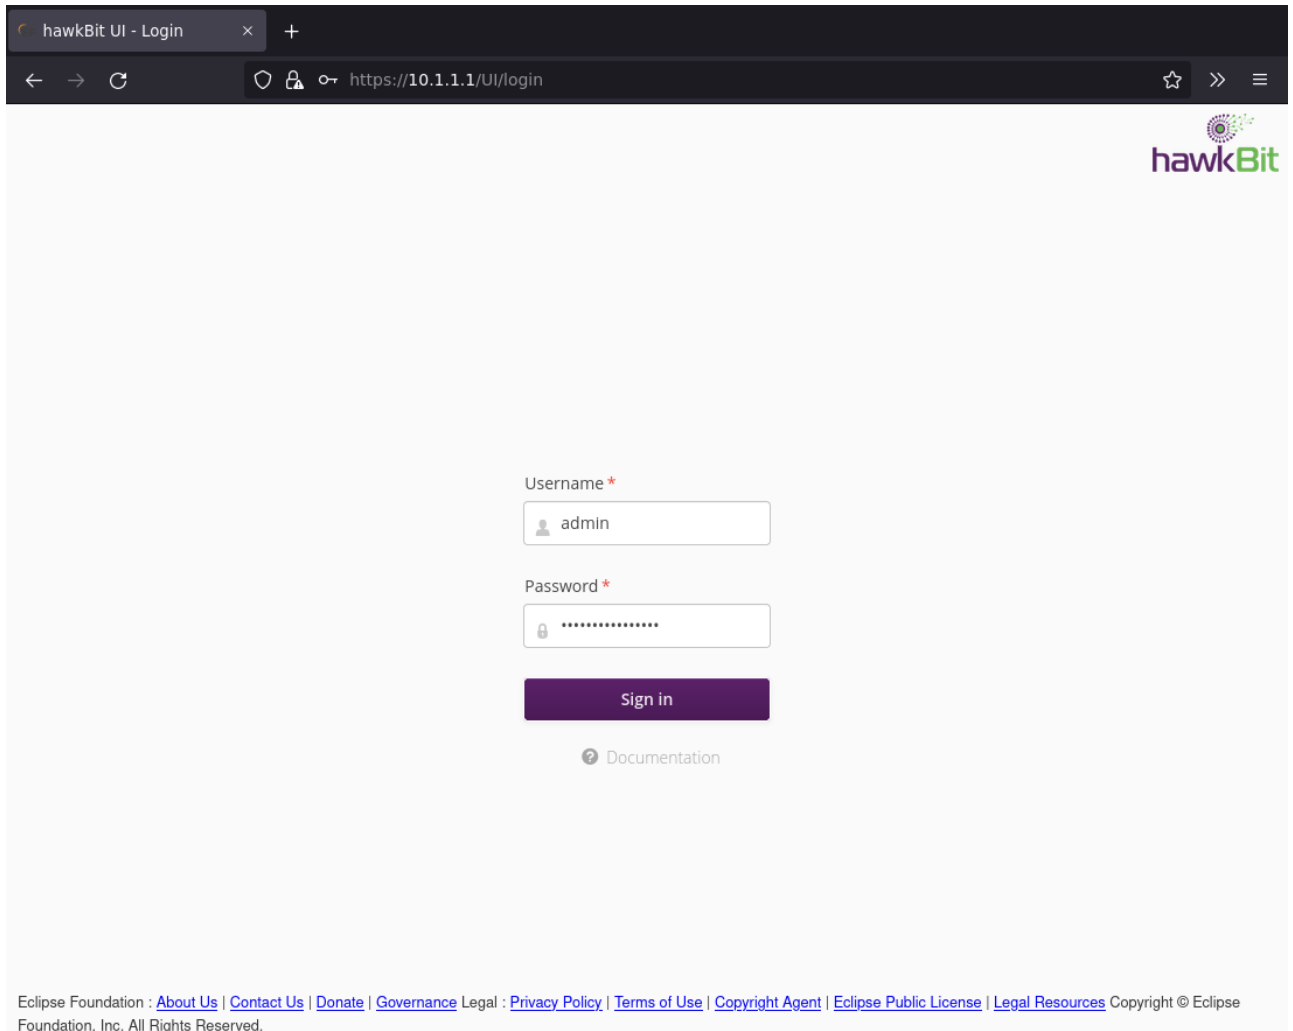 hawkBit UI - Login
https://10.1.1.1/UI/login
hawkBit
Username *
admin
Password *
••••••••••••••••
Sign in
Documentation
Eclipse Foundation : About Us | Contact Us | Donate | Governance Legal : Privacy Policy | Terms of Use | Copyright Agent | Eclipse Public License | Legal Resources Copyright © Eclipse
Foundation, Inc. All Rights Reserved.